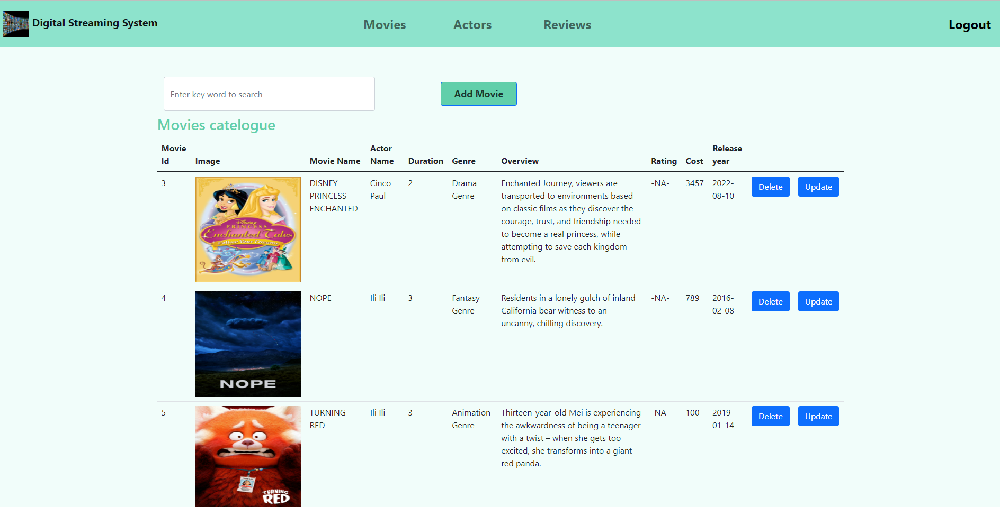 Digital Streaming System
Movies
Actors
Reviews
Logout
Enter key word to search
Add Movie
Movies catelogue
Movie
Id
Image
Movie Name
Actor
Name
Duration
Genre
Overview
Rating
Cost
Release
year
3
Disney
PRINCESS
Enchanted Tales
Follow Your Dreams
DISNEY
PRINCESS
ENCHANTED
Cinco
Paul
2
Drama
Genre
Enchanted Journey, viewers are
transported to environments based
on classic films as they discover the
courage, trust, and friendship needed
to become a real princess, while
attempting to save each kingdom
from evil.
-NA-
3457
2022-
08-10
Delete
Update
4
NOPE
NOPE
Ili Ili
3
Fantasy
Genre
Residents in a lonely gulch of inland
California bear witness to an
uncanny, chilling discovery.
-NA-
789
2016-
02-08
Delete
Update
5
TURNING
RED
TURNING
RED
Ili Ili
3
Animation
Genre
Thirteen-year-old Mei is experiencing
the awkwardness of being a teenager
with a twist – when she gets too
excited, she transforms into a giant
red panda.
-NA-
100
2019-
01-14
Delete
Update